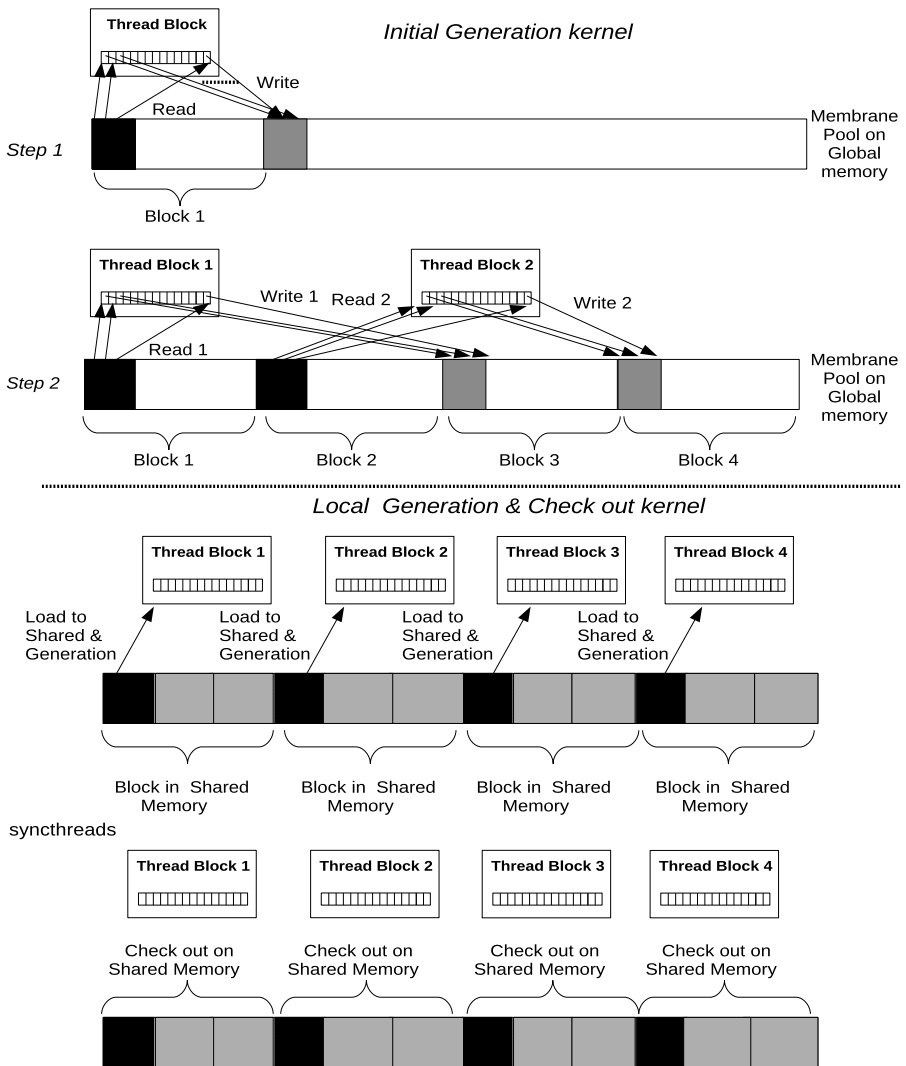 Initial Generation kernel
Thread Block
Write
Read
Step 1
Membrane
Pool on
Global
memory
Block 1
Thread Block 1
Thread Block 2
Write 1
Read 2
Write 2
Read 1
Step 2
Membrane
Pool on
Global
memory
Block 1
Block 2
Block 3
Block 4
Local Generation & Check out kernel
Thread Block 1
Thread Block 2
Thread Block 3
Thread Block 4
Load to
Shared &
Generation
Load to
Shared &
Generation
Load to
Shared &
Generation
Load to
Shared &
Generation
Block in Shared
Memory
Block in Shared
Memory
Block in Shared
Memory
Block in Shared
Memory
syncthreads
Thread Block 1
Thread Block 2
Thread Block 3
Thread Block 4
Check out on
Shared Memory
Check out on
Shared Memory
Check out on
Shared Memory
Check out on
Shared Memory